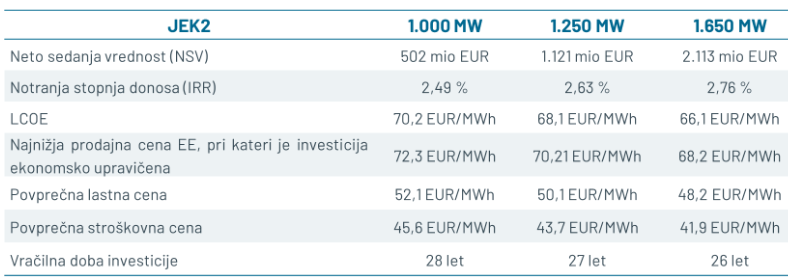 JEK2 1.000 MW 1.250 MW 1.650 MW
Neto sedanja vrednost (NSV) 502 mio EUR 1.121 mio EUR 2.113 mio EUR
Notranja stopnja donosa (IRR) 2,49 % 2,63 % 2,76 %
LCOE 70,2 EUR/MWh 68,1 EUR/MWh 66,1 EUR/MWh
Najnižja prodajna cena EE, pri kateri je investicija
ekonomsko upravičena 72,3 EUR/MWh 70,21 EUR/MWh 68,2 EUR/MWh
Povprečna lastna cena 52,1 EUR/MWh 50,1 EUR/MWh 48,2 EUR/MWh
Povprečna stroškovna cena 45,6 EUR/MWh 43,7 EUR/MWh 41,9 EUR/MWh
Vračilna doba investicije 28 let 27 let 26 let